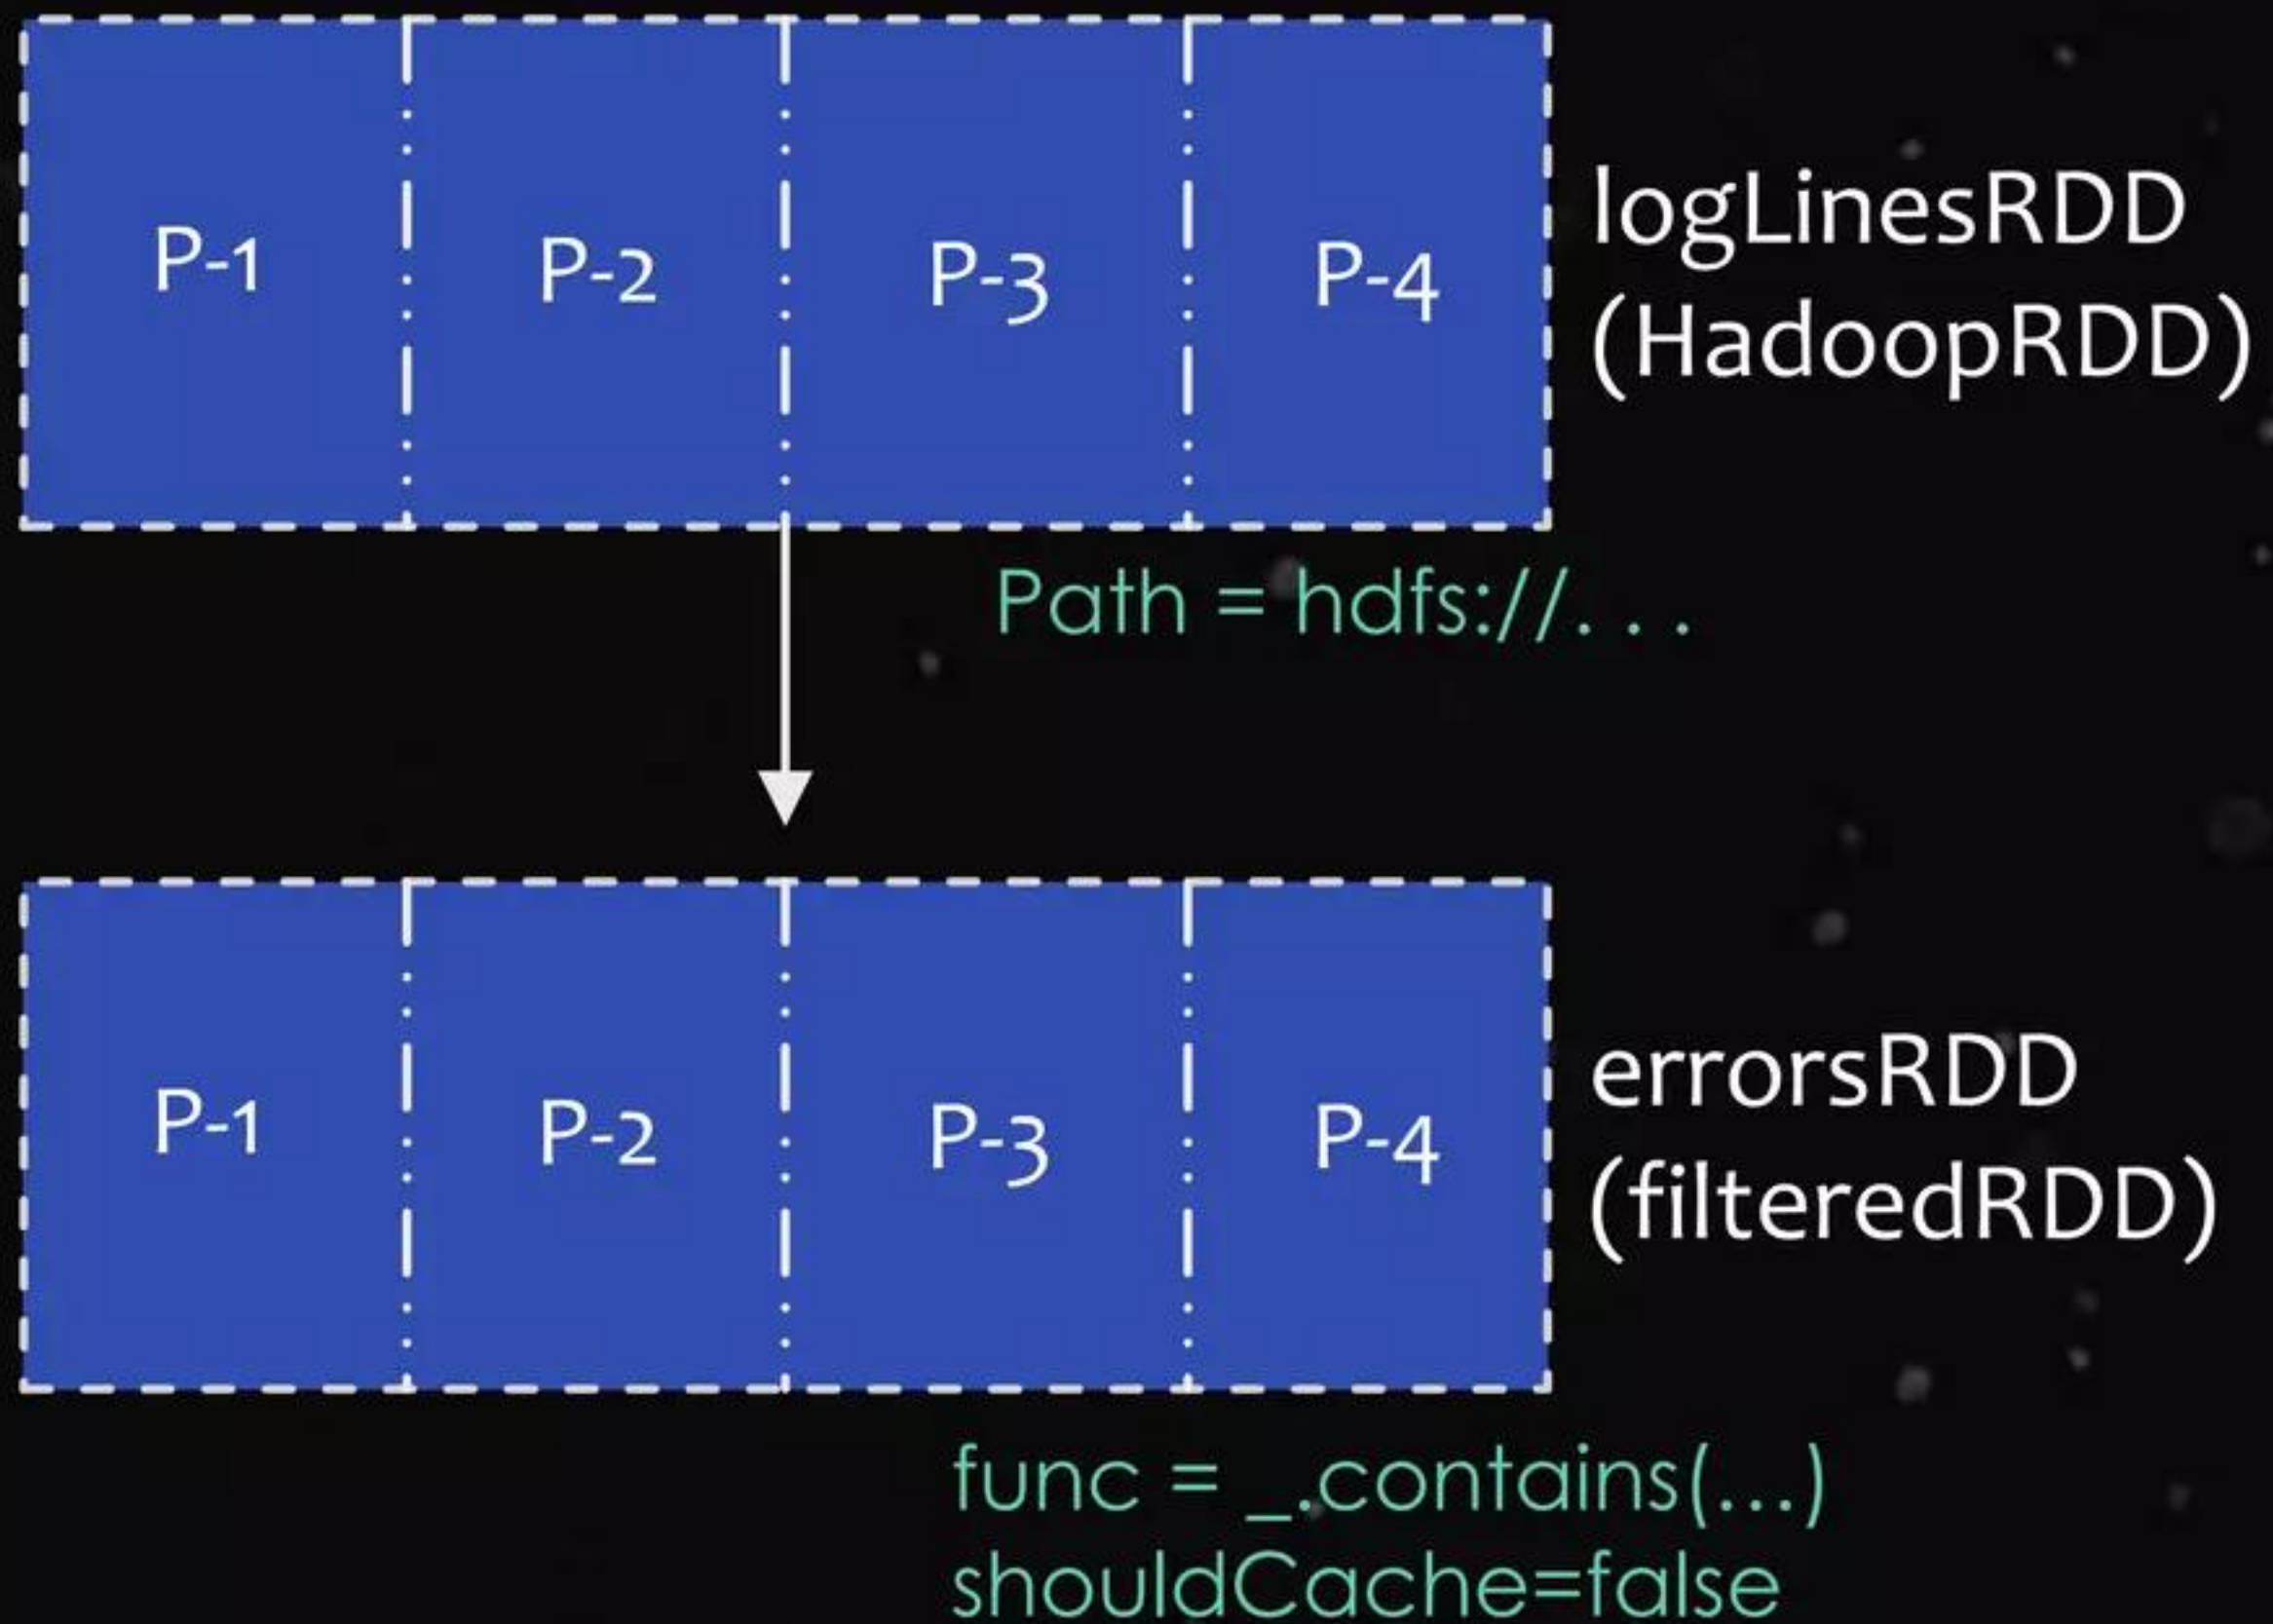 P-1 P-2 P-3 P-4
logLinesRDD
(HadoopRDD)
Path = hdfs://. . .
P-1 P-2 P-3 P-4
errorsRDD
(filteredRDD)
func = _.contains(...)
shouldCache=false